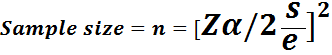 Sample size = n = [Zα/2 s/e]²